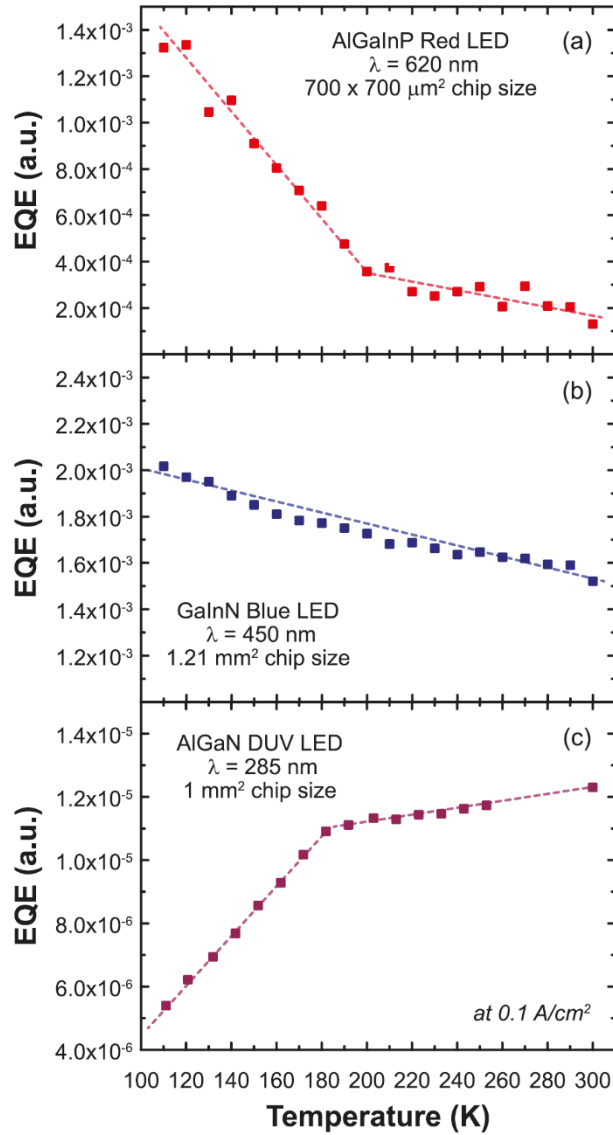 1.4x10⁻³
1.3x10⁻³
1.0x10⁻³
8.0x10⁻⁴
6.0x10⁻⁴
4.0x10⁻⁴
2.0x10⁻⁴
EQE (a.u.)
AlGaInP Red LED
λ = 620 nm
700 x 700 μm² chip size
(a)
2.4x10⁻³
2.2x10⁻³
2.0x10⁻³
1.8x10⁻³
1.6x10⁻³
1.3x10⁻³
1.2x10⁻³
EQE (a.u.)
(b)
GaInN Blue LED
λ = 450 nm
1.21 mm² chip size
1.4x10⁻⁵
1.2x10⁻⁵
1.0x10⁻⁵
8.0x10⁻⁶
6.0x10⁻⁶
4.0x10⁻⁶
EQE (a.u.)
AlGaN DUV LED
λ = 285 nm
1 mm² chip size
(c)
at 0.1 A/cm²
100 120 140 160 180 200 220 240 260 280 300
Temperature (K)